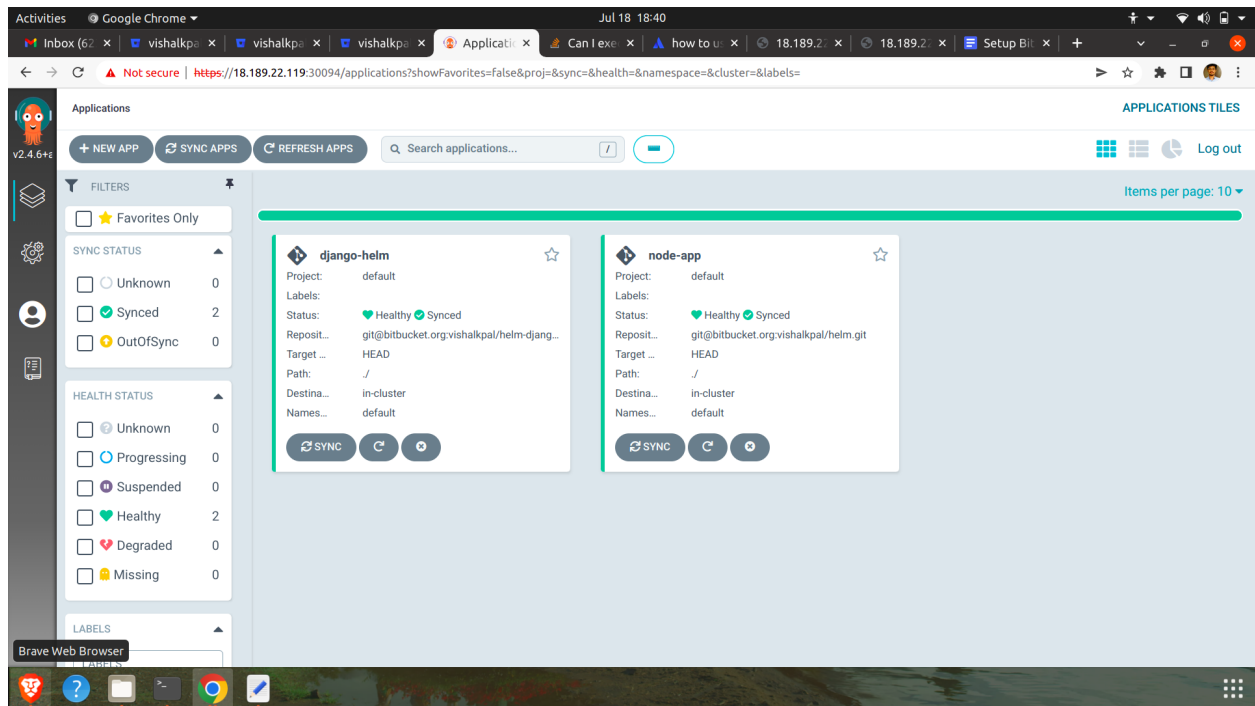 Activities Google Chrome Jul 18 18:40
Inbox (62 vishalkpa vishalkpa vishalkpa Applicatic Can I exec how to us 18.189.22 18.189.22 Setup Bit
Not secure | https://18.189.22.119:30094/applications?showFavorites=false&proj=&sync=&health=&namespace=&cluster=&labels=
Applications APPLICATIONS TILES
v2.4.6+a + NEW APP SYNC APPS REFRESH APPS Search applications... / Log out
FILTERS
Items per page: 10
Favorites Only
SYNC STATUS
Unknown 0
Synced 2
OutOfSync 0
HEALTH STATUS
Unknown 0
Progressing 0
Suspended 0
Healthy 2
Degraded 0
Missing 0
LABELS
LABELS
django-helm
Project: default
Labels:
Status: Healthy Synced
Reposit... git@bitbucket.org:vishalkpal/helm-djang...
Target ... HEAD
Path: ./
Destina... in-cluster
Names... default
SYNC
node-app
Project: default
Labels:
Status: Healthy Synced
Reposit... git@bitbucket.org:vishalkpal/helm.git
Target ... HEAD
Path: ./
Destina... in-cluster
Names... default
SYNC
Brave Web Browser